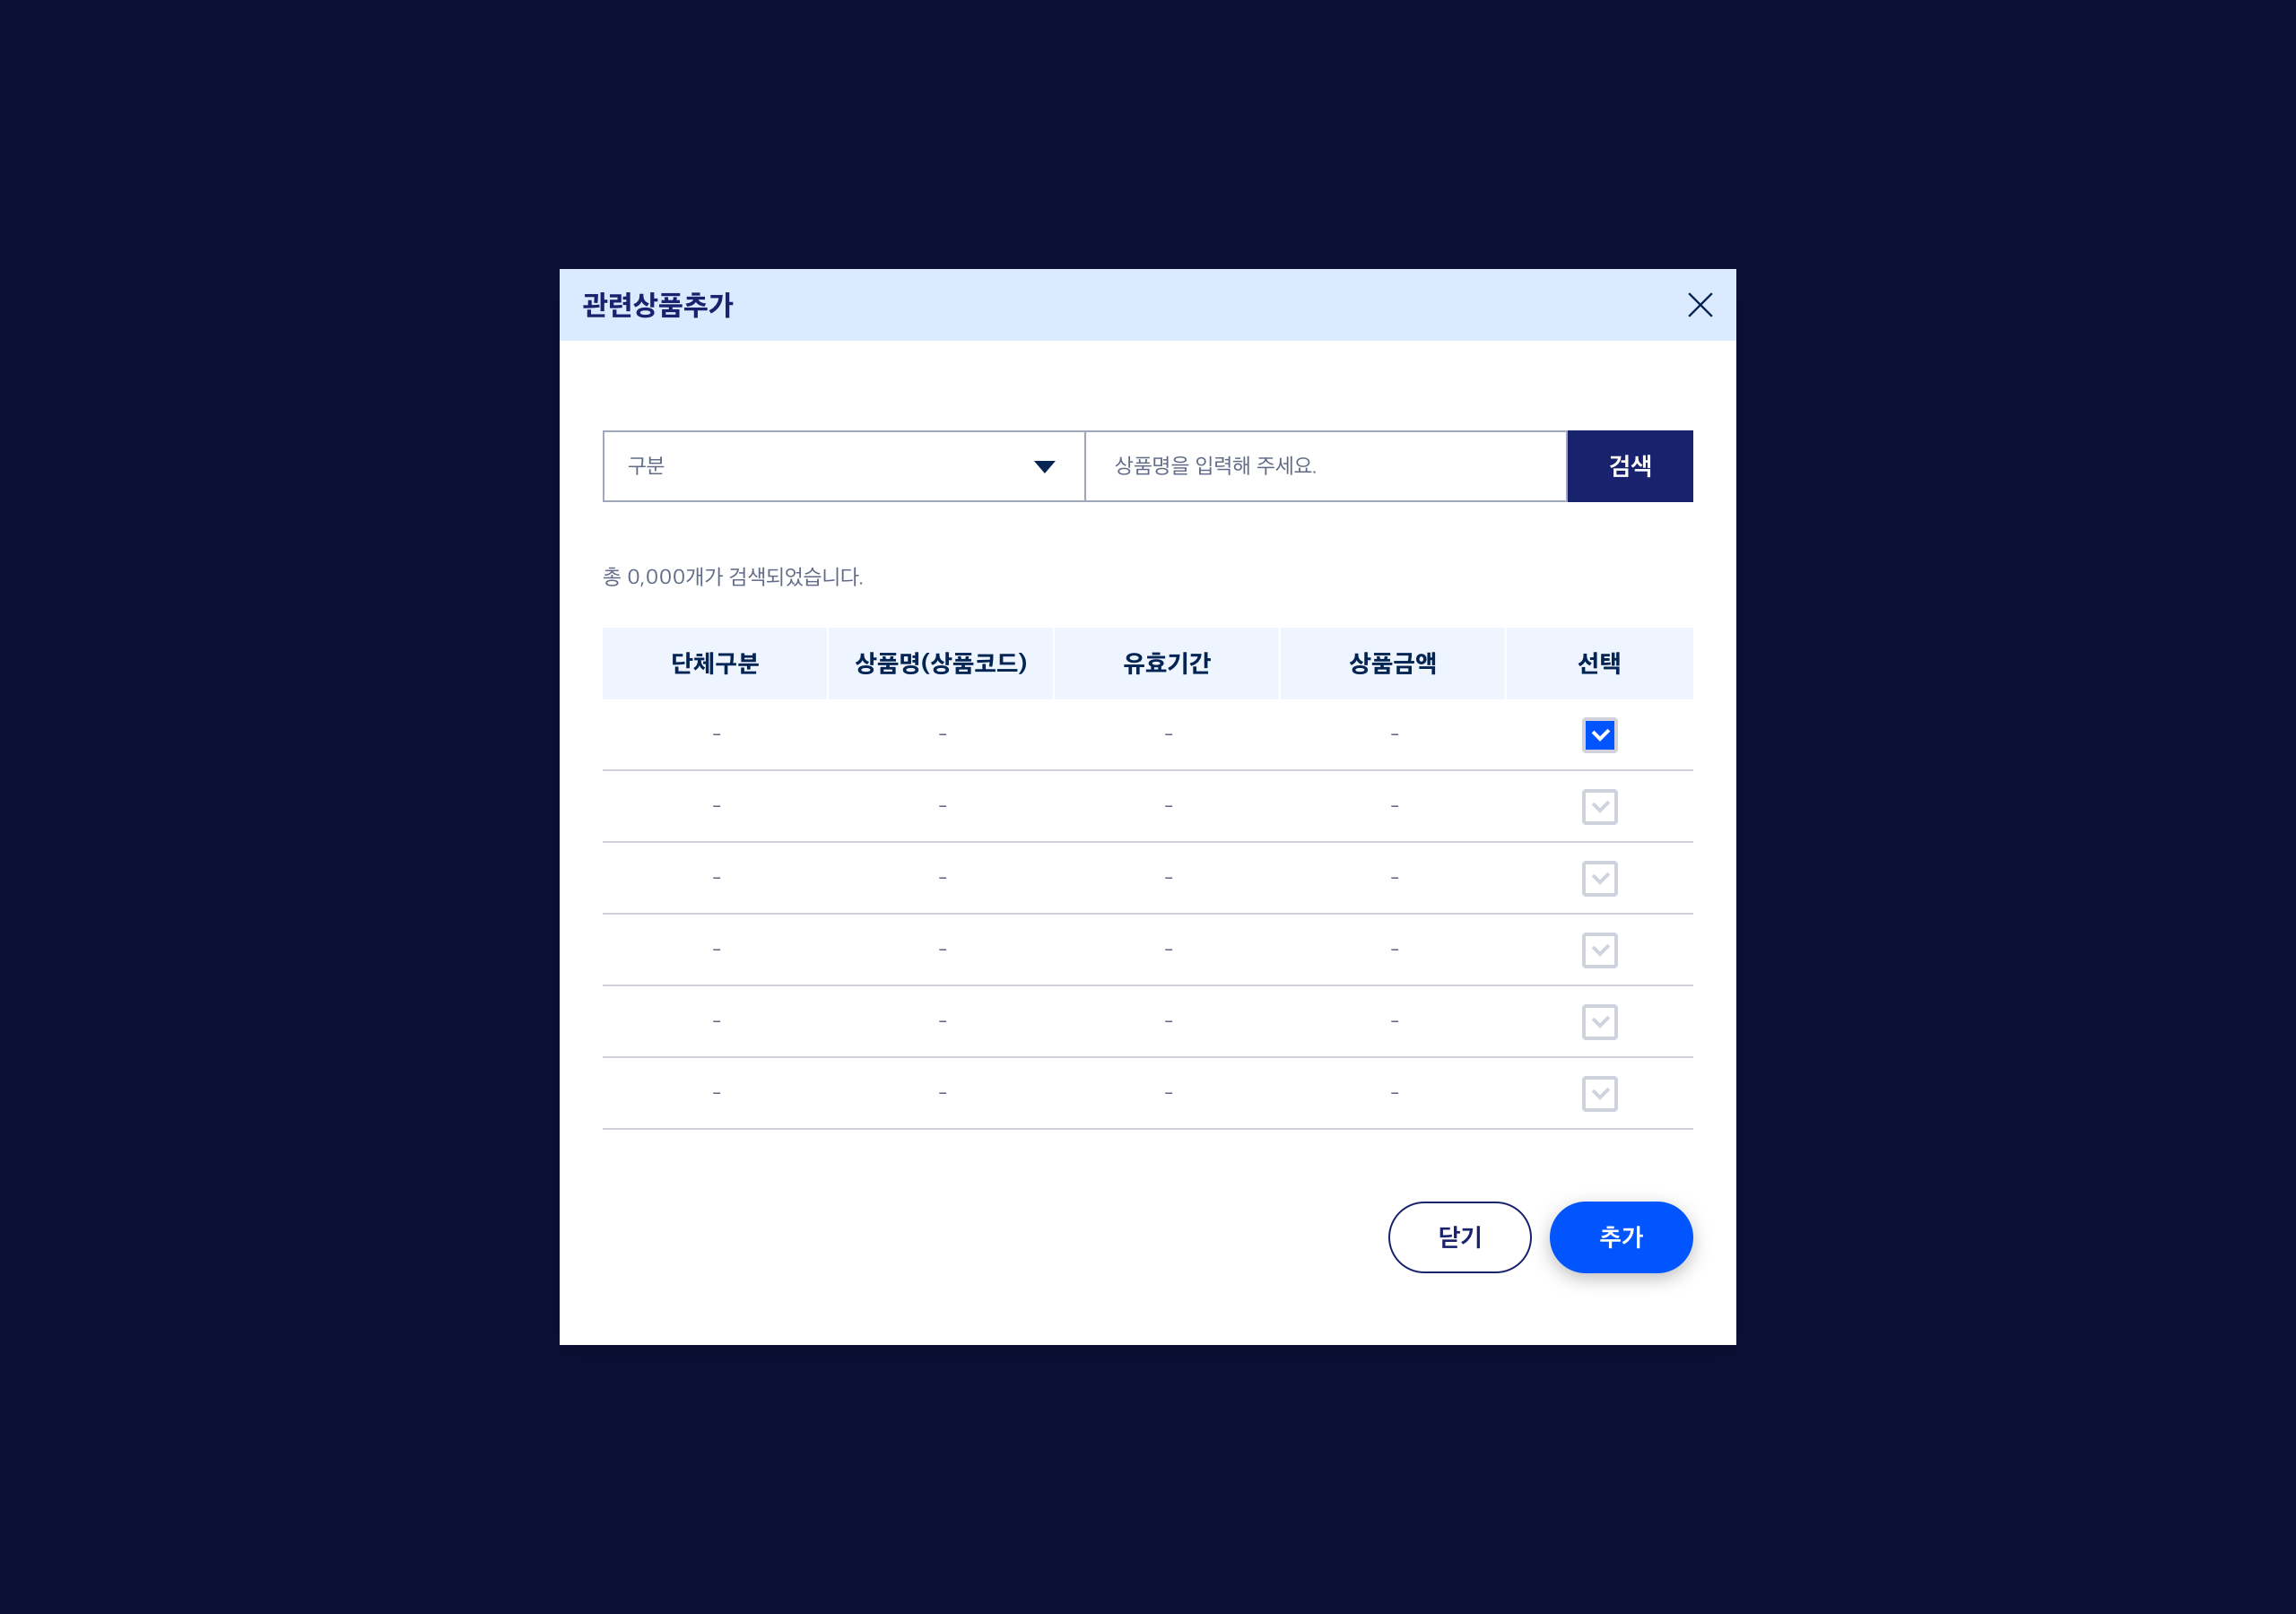 관련상품추가
구분
상품명을 입력해 주세요.
검색
총 0,000개가 검색되었습니다.
단체구분 상품명(상품코드) 유효기간 상품금액 선택
- - - -
- - - -
- - - -
- - - -
- - - -
- - - -
닫기
추가